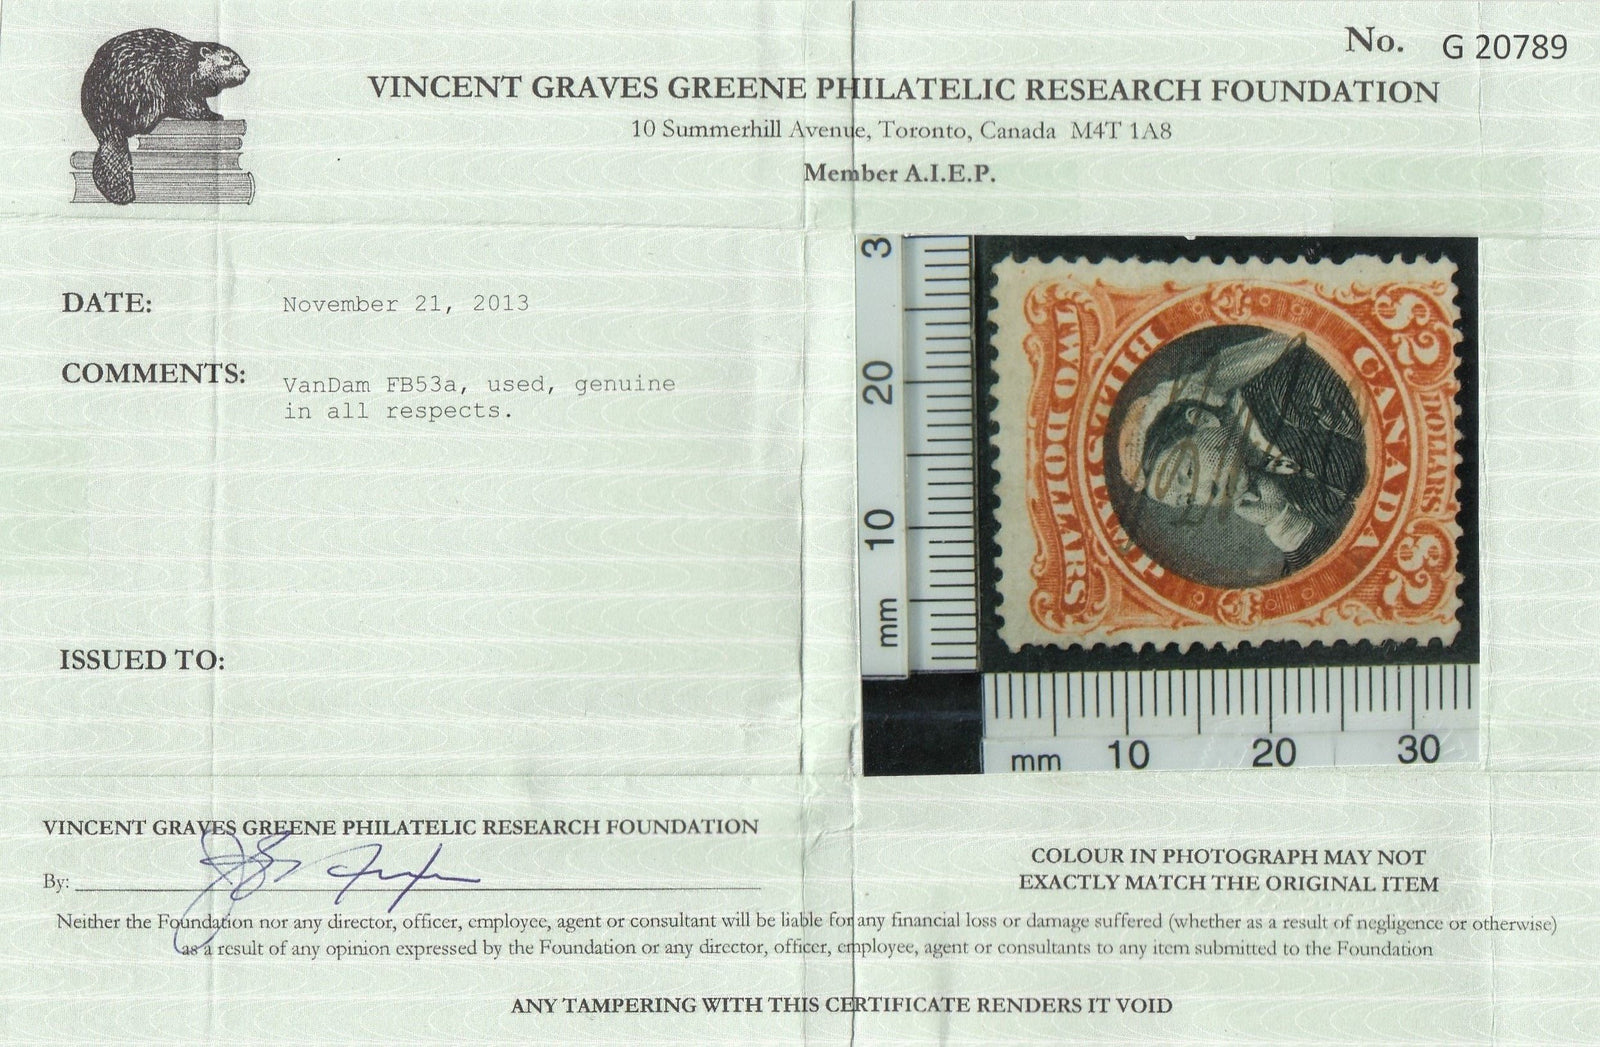 No. G 20789
VINCENT GRAVES GREENE PHILATELIC RESEARCH FOUNDATION
10 Summerhill Avenue, Toronto, Canada M4T 1A8
Member A.I.E.P.
DATE: November 21, 2013
COMMENTS: VanDam FB53a, used, genuine
in all respects.
ISSUED TO:
3
20
10
mm
$2 DOLLARS $2
CANADA
BILL STAMP
TWO DOLLARS
mm 10 20 30
VINCENT GRAVES GREENE PHILATELIC RESEARCH FOUNDATION
By:
COLOUR IN PHOTOGRAPH MAY NOT
EXACTLY MATCH THE ORIGINAL ITEM
Neither the Foundation nor any director, officer, employee, agent or consultant will be liable for any financial loss or damage suffered (whether as a result of negligence or otherwise)
as a result of any opinion expressed by the Foundation or any director, officer, employee, agent or consultants to any item submitted to the Foundation
ANY TAMPERING WITH THIS CERTIFICATE RENDERS IT VOID